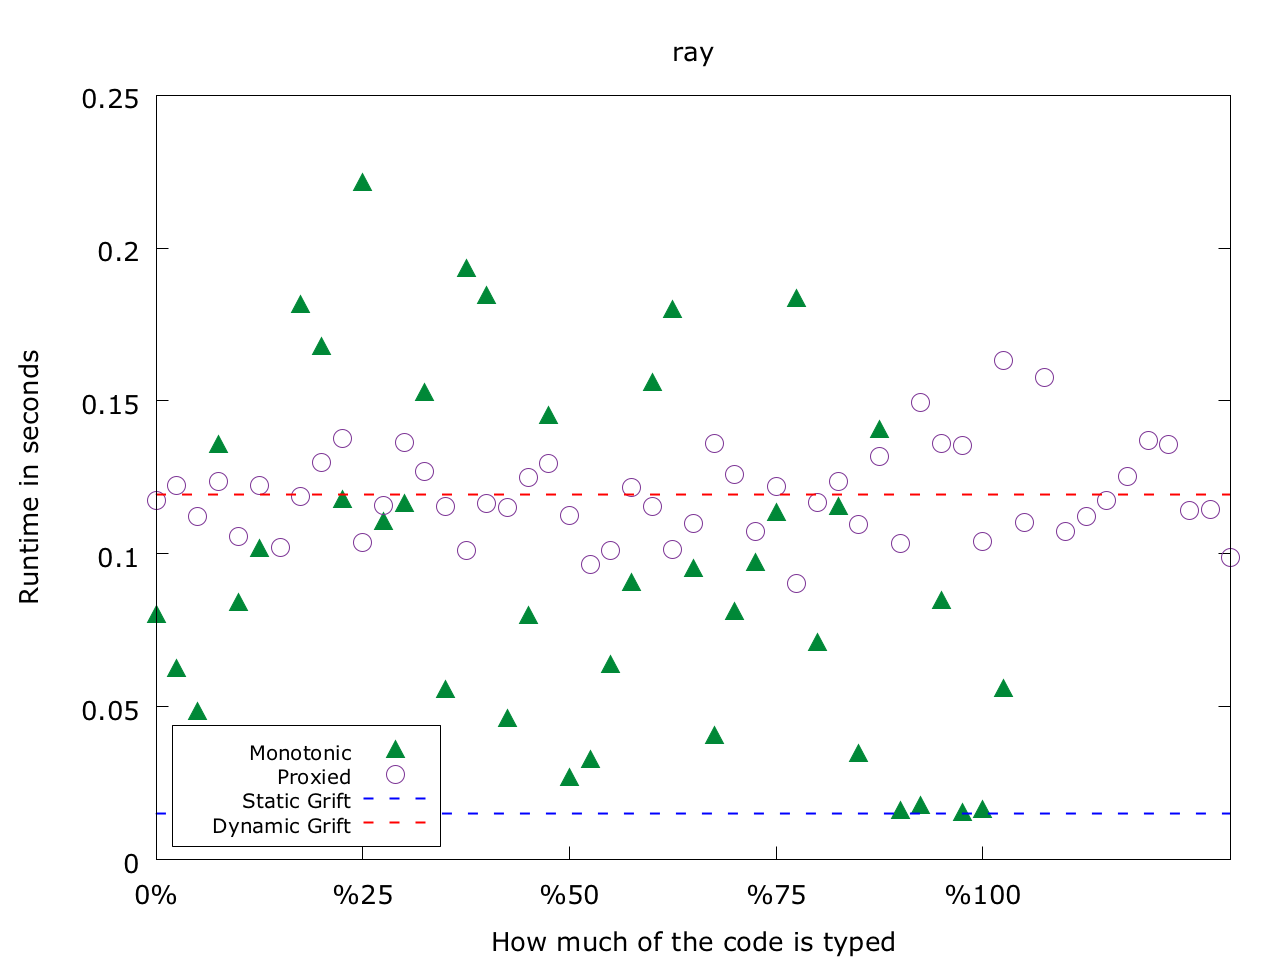 ray
0.25
0.2
0.15
0.1
0.05
0
Runtime in seconds
Monotonic
Proxied
Static Grift
Dynamic Grift
0% %25 %50 %75 %100
How much of the code is typed